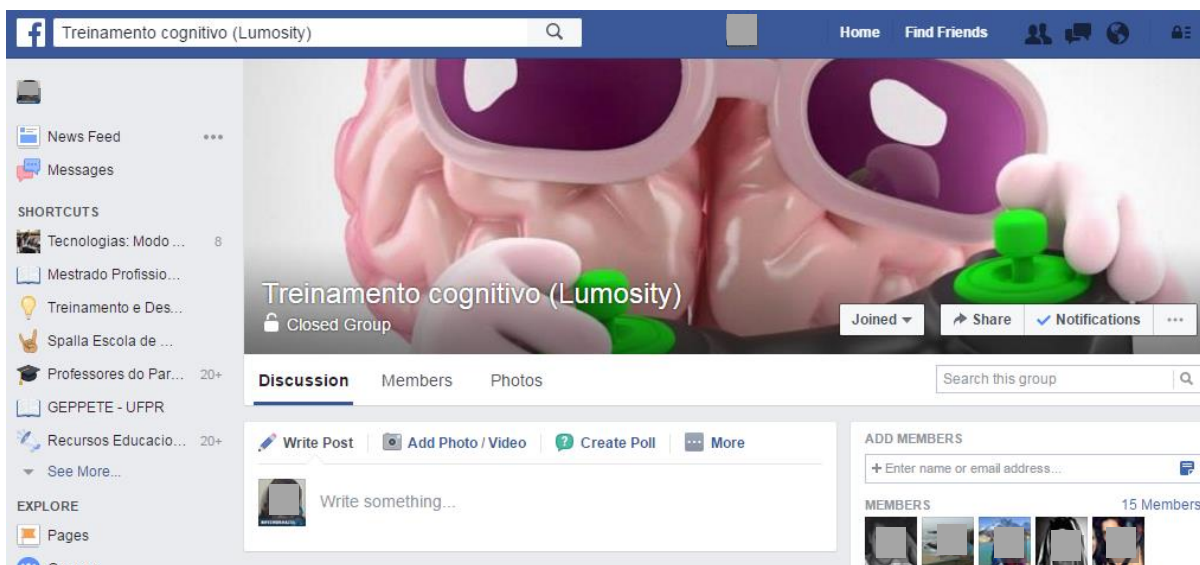 f
Treinamento cognitivo (Lumosity)
Home Find Friends
News Feed
Messages
SHORTCUTS
Tecnologias: Modo ... 8
Mestrado Profissio...
Treinamento e Des...
Spalla Escola de ...
Professores do Par... 20+
GEPPETE - UFPR
Recursos Educacio... 20+
See More...
EXPLORE
Pages
Treinamento cognitivo (Lumosity)
Closed Group
Joined Share Notifications ...
Discussion Members Photos
Search this group
Write Post Add Photo / Video Create Poll More
Write something...
ADD MEMBERS
+ Enter name or email address...
MEMBERS 15 Members